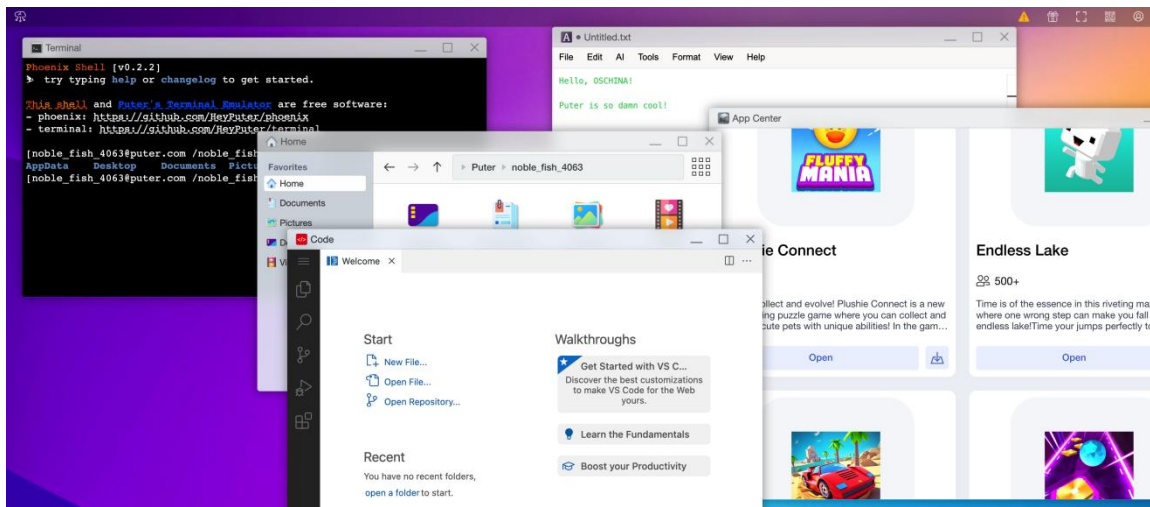 Terminal
Phoenix Shell [v0.2.2]
try typing help or changelog to get started.
This shell and Puter's Terminal Emulator are free software:
- phoenix: https://github.com/HeyPuter/phoenix
- terminal: https://github.com/HeyPuter/terminal
[noble_fish_4063@puter.com /noble_fish
AppData Desktop Documents Pictu
[noble_fish_4063@puter.com /noble_fish
Untitled.txt
File Edit AI Tools Format View Help
Hello, OSCHINA!
Puter is so damn cool!
App Center
FLUFFY
MANIA
ie Connect
ollect and evolve! Plushie Connect is a new
ing puzzle game where you can collect and
cute pets with unique abilities! In the gam...
Open
Endless Lake
500+
Time is of the essence in this riveting ma
where one wrong step can make you fall
endless lake!Time your jumps perfectly to
Open
Home
Favorites
Home
Documents
Pictures
Puter noble_fish_4063
Code
Welcome
Start
New File...
Open File...
Open Repository...
Recent
You have no recent folders,
open a folder to start.
Walkthroughs
Get Started with VS C...
Discover the best customizations
to make VS Code for the Web
yours.
Learn the Fundamentals
Boost your Productivity